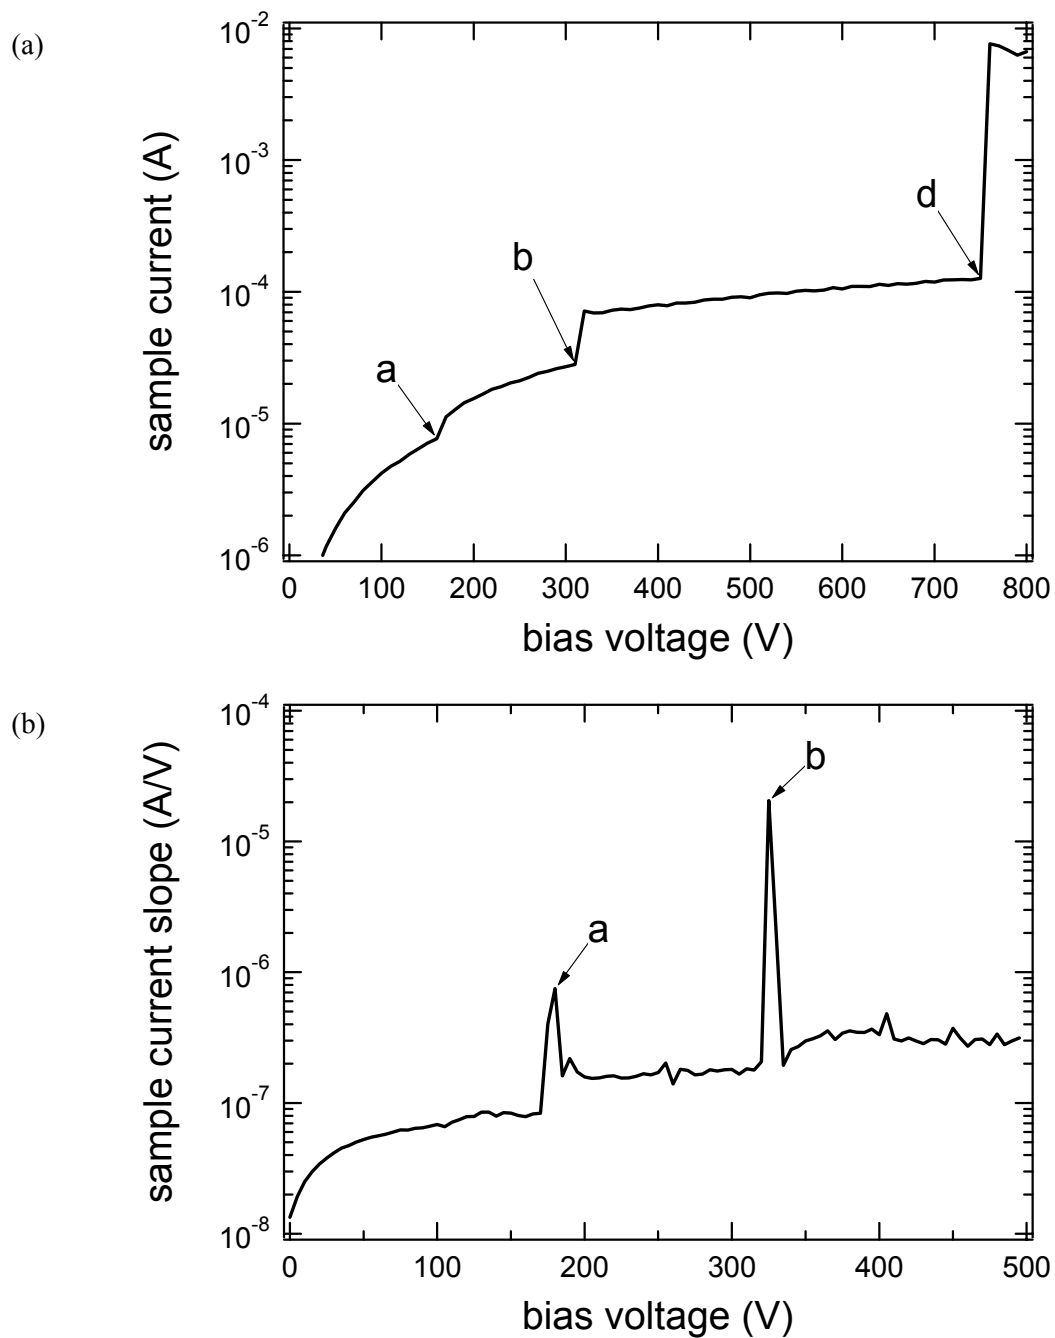 (a)
sample current (A)
10^-2
10^-3
10^-4
10^-5
10^-6
a
b
d
0 100 200 300 400 500 600 700 800
bias voltage (V)
(b)
sample current slope (A/V)
10^-4
10^-5
10^-6
10^-7
10^-8
a
b
0 100 200 300 400 500
bias voltage (V)